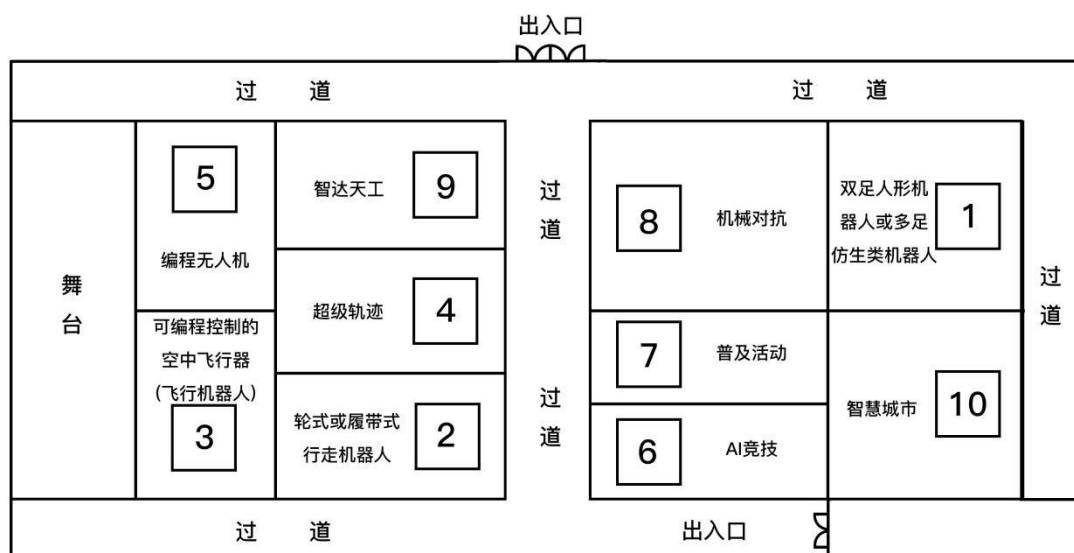 出入口
过 道
过 道
舞
台
5
编程无人机
可编程控制的
空中飞行器
(飞行机器人)
3
智达天工
9
超级轨迹
4
轮式或履带式
行走机器人
2
过
道
过
道
8
机械对抗
7
普及活动
6
AI竞技
双足人形机
器人或多足
仿生类机器人
1
智慧城市
10
过
道
过 道
出入口